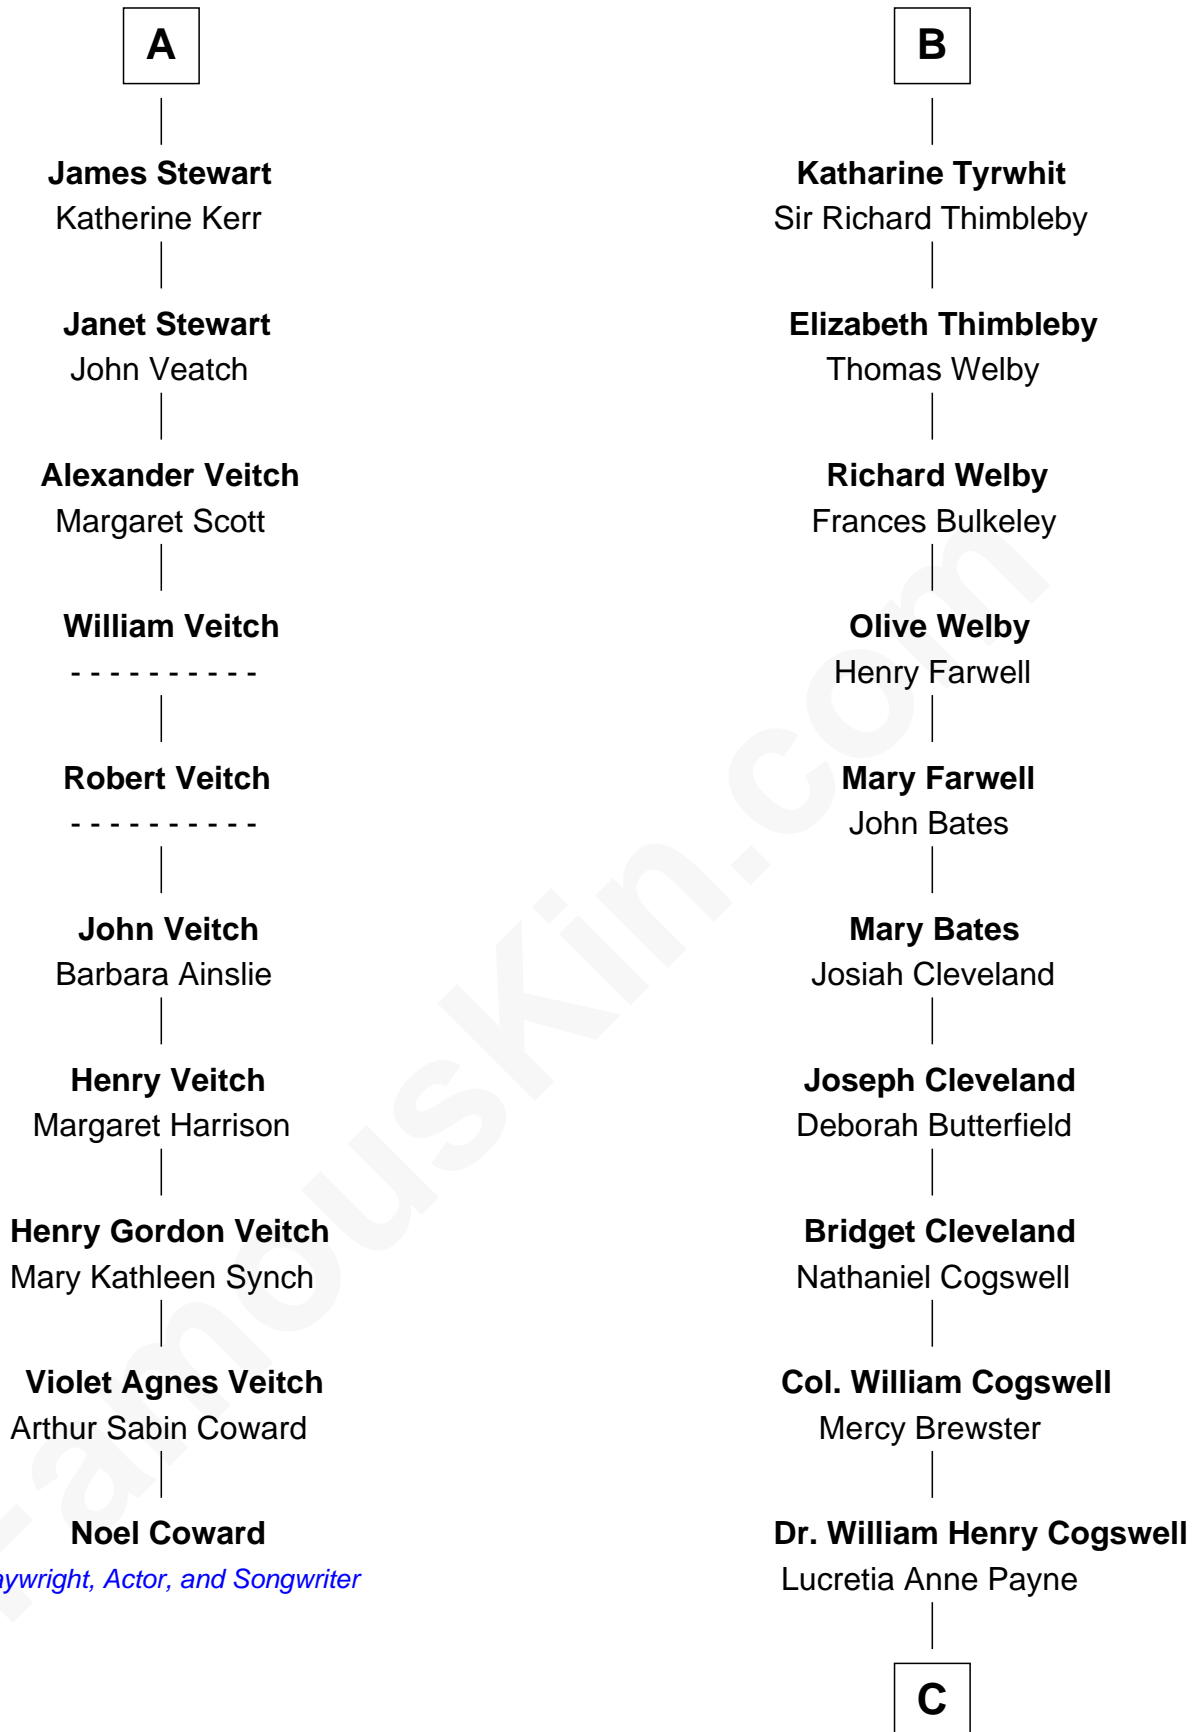 A
James Stewart
Katherine Kerr
Janet Stewart
John Veatch
Alexander Veitch
Margaret Scott
William Veitch
- - - - - - - - - -
Robert Veitch
- - - - - - - - - -
John Veitch
Barbara Ainslie
Henry Veitch
Margaret Harrison
Henry Gordon Veitch
Mary Kathleen Synch
Violet Agnes Veitch
Arthur Sabin Coward
Noel Coward
aywright, Actor, and Songwriter
B
Katharine Tyrwhit
Sir Richard Thimbleby
Elizabeth Thimbleby
Thomas Welby
Richard Welby
Frances Bulkeley
Olive Welby
Henry Farwell
Mary Farwell
John Bates
Mary Bates
Josiah Cleveland
Joseph Cleveland
Deborah Butterfield
Bridget Cleveland
Nathaniel Cogswell
Col. William Cogswell
Mercy Brewster
Dr. William Henry Cogswell
Lucretia Anne Payne
C
FamousKin.com